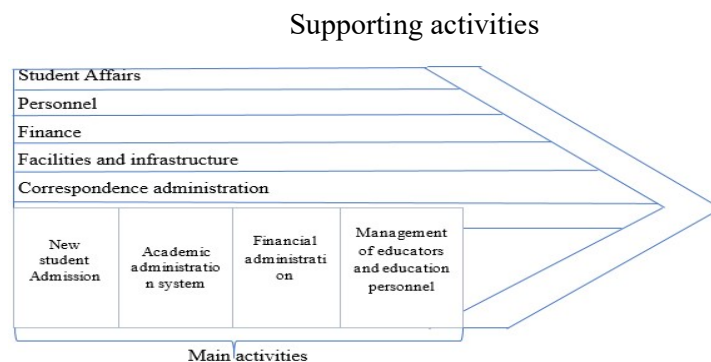 Supporting activities
Student Affairs
Personnel
Finance
Facilities and infrastructure
Correspondence administration
New
student
Admission
Academic
administratio
n system
Financial
administrati
on
Management
of educators
and education
personnel
Main activities